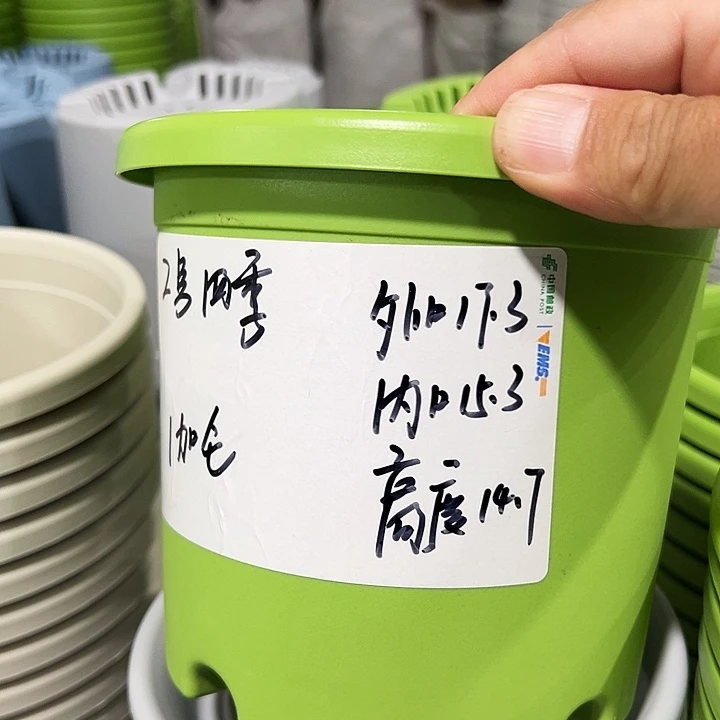 2号四季
外口17.3
内口15.3
1加仑
高度14.7
中国邮政
CHINA POST
EMS